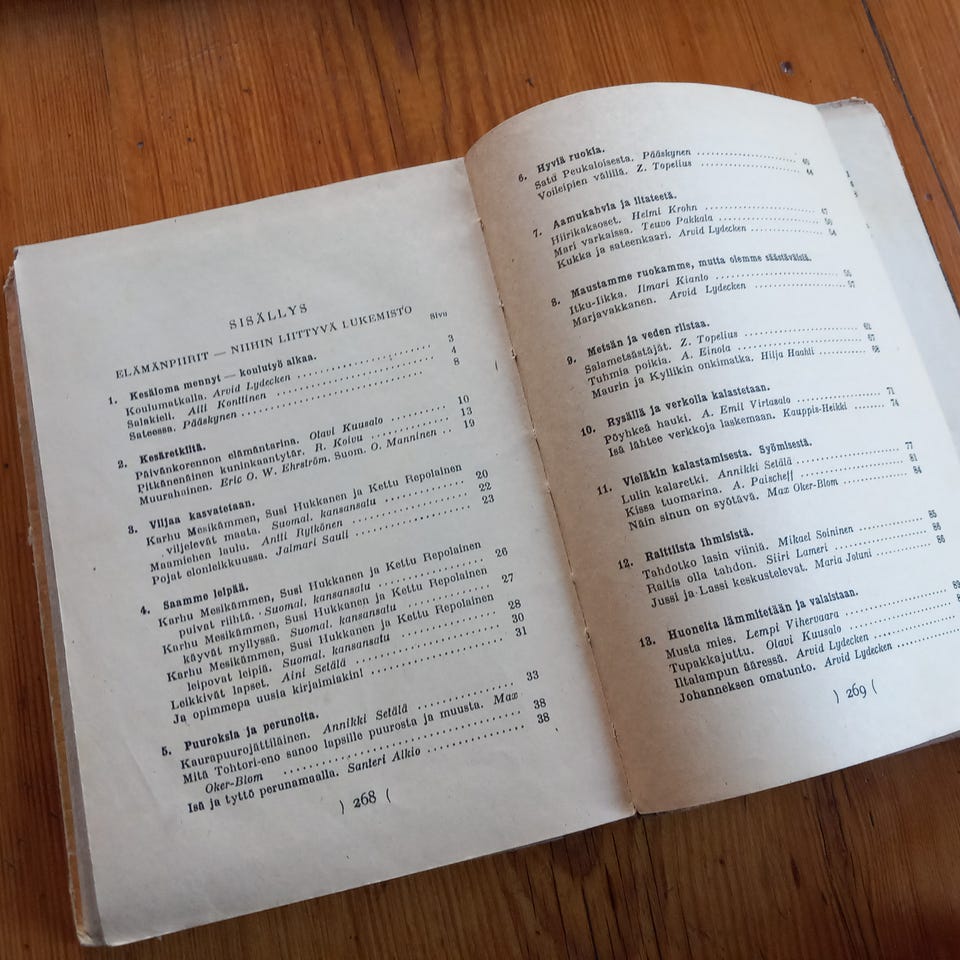 SISÄLLYS
ELÄMÄNPIIRIT — NIIHIN LIITTYVÄ LUKEMISTO
Sivu
1. Kesäloma mennyt — koulutyö alkaa.
Koulumatkalla. Arvid Lydecken 3
Salakieli. Aili Konttinen 4
Sateessa. Pääskynen 8
2. Kesäretkiltä.
Päivänkorennon elämäntarina. Olavi Kuusalo 10
Pitkänenäinen kuninkaantytär. R. Koivu 13
Muurahainen. Eric O. W. Ehrström. Suom. O. Manninen 19
3. Viljaa kasvatetaan.
Karhu Mesikämmen, Susi Hukkanen ja Kettu Repolainen
viljelevät maata. Suomal. kansansatu 20
Maamiehen laulu. Antti Rytkönen 22
Pojat elonleikkuussa. Jalmari Sauli 23
4. Saamme leipää.
Karhu Mesikämmen, Susi Hukkanen ja Kettu Repolainen
puivat riihtä. Suomal. kansansatu 26
Karhu Mesikämmen, Susi Hukkanen ja Kettu Repolainen
käyvät myllyssä. Suomal. kansansatu 27
Karhu Mesikämmen, Susi Hukkanen ja Kettu Repolainen
leipovat leipiä. Suomal. kansansatu 28
Leikkivät lapset. Aini Setälä 30
Ja opimmepa uusia kirjaimiakin! 31
5. Puuroksia ja perunoita.
Kaurapuurojättiläinen. Annikki Setälä 33
Mitä Tohtori-eno sanoo lapsille puurosta ja muusta. Max
Oker-Blom 38
Isä ja tyttö perunamaalla. Santeri Alkio 38
) 268 (
6. Hyviä ruokia.
Satu Peukaloisesta. Pääskynen 40
Voileipien välillä. Z. Topelius 44
7. Aamukahvia ja iltateetä.
Hiirikaksoset. Helmi Krohn 47
Mari varkaissa. Teuvo Pakkala 50
Kukka ja sateenkaari. Arvid Lydecken 54
8. Maustamme ruokamme, mutta olemme säästäväisiä.
Itku-Iikka. Ilmari Kianto 55
Marjavakkanen. Arvid Lydecken 57
9. Metsän ja veden riistaa.
Salametsästäjät. Z. Topelius 62
Tuhmia poikia. A. Einola 67
Maurin ja Kyllikin onkimatka. Hilja Haahti 68
10. Rysällä ja verkolla kalastetaan.
Pöyhkeä hauki. A. Emil Virtasalo 71
Isä lähtee verkkoja laskemaan. Kauppis-Heikki 74
11. Vieläkin kalastamisesta. Syömisestä.
Lulin kalaretki. Annikki Setälä 77
Kissa tuomarina. A. Paischeff 81
Näin sinun on syötävä. Max Oker-Blom 84
12. Raittiista ihmisistä.
Tahdotko lasin viiniä. Mikael Soininen 85
Raitis olla tahdon. Siiri Lameri 86
Jussi ja Lassi keskustelevat. Maria Jotuni 86
13. Huoneita lämmitetään ja valaistaan.
Musta mies. Lempi Vihervaara
Tupakkajuttu. Olavi Kuusalo
Iltalampun ääressä. Arvid Lydecken
Johanneksen omatunto. Arvid Lydecken
) 269 (